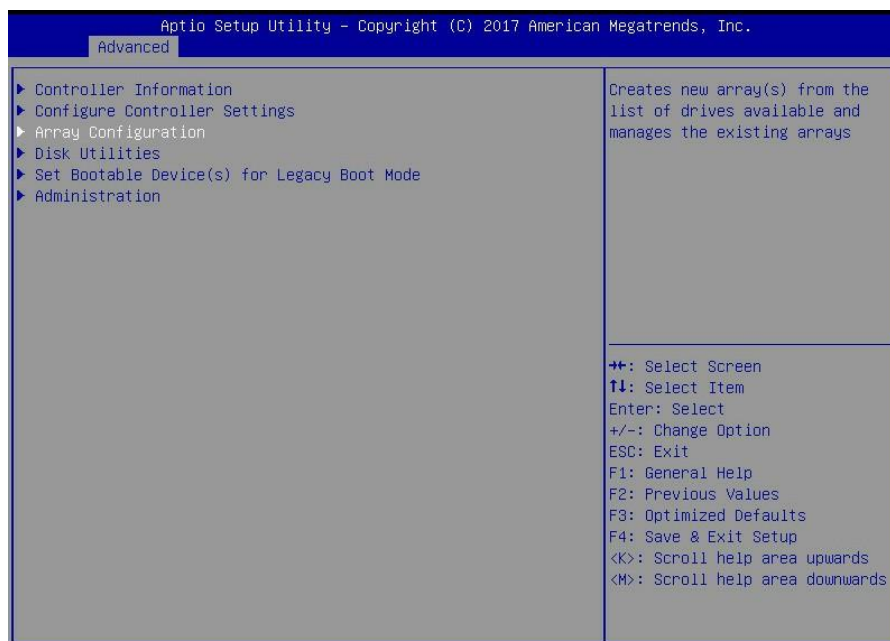 Aptio Setup Utility – Copyright (C) 2017 American Megatrends, Inc.
Advanced
Controller Information
Configure Controller Settings
Array Configuration
Disk Utilities
Set Bootable Device(s) for Legacy Boot Mode
Administration
Creates new array(s) from the
list of drives available and
manages the existing arrays
→←: Select Screen
↑↓: Select Item
Enter: Select
+/-: Change Option
ESC: Exit
F1: General Help
F2: Previous Values
F3: Optimized Defaults
F4: Save & Exit Setup
<K>: Scroll help area upwards
<M>: Scroll help area downwards